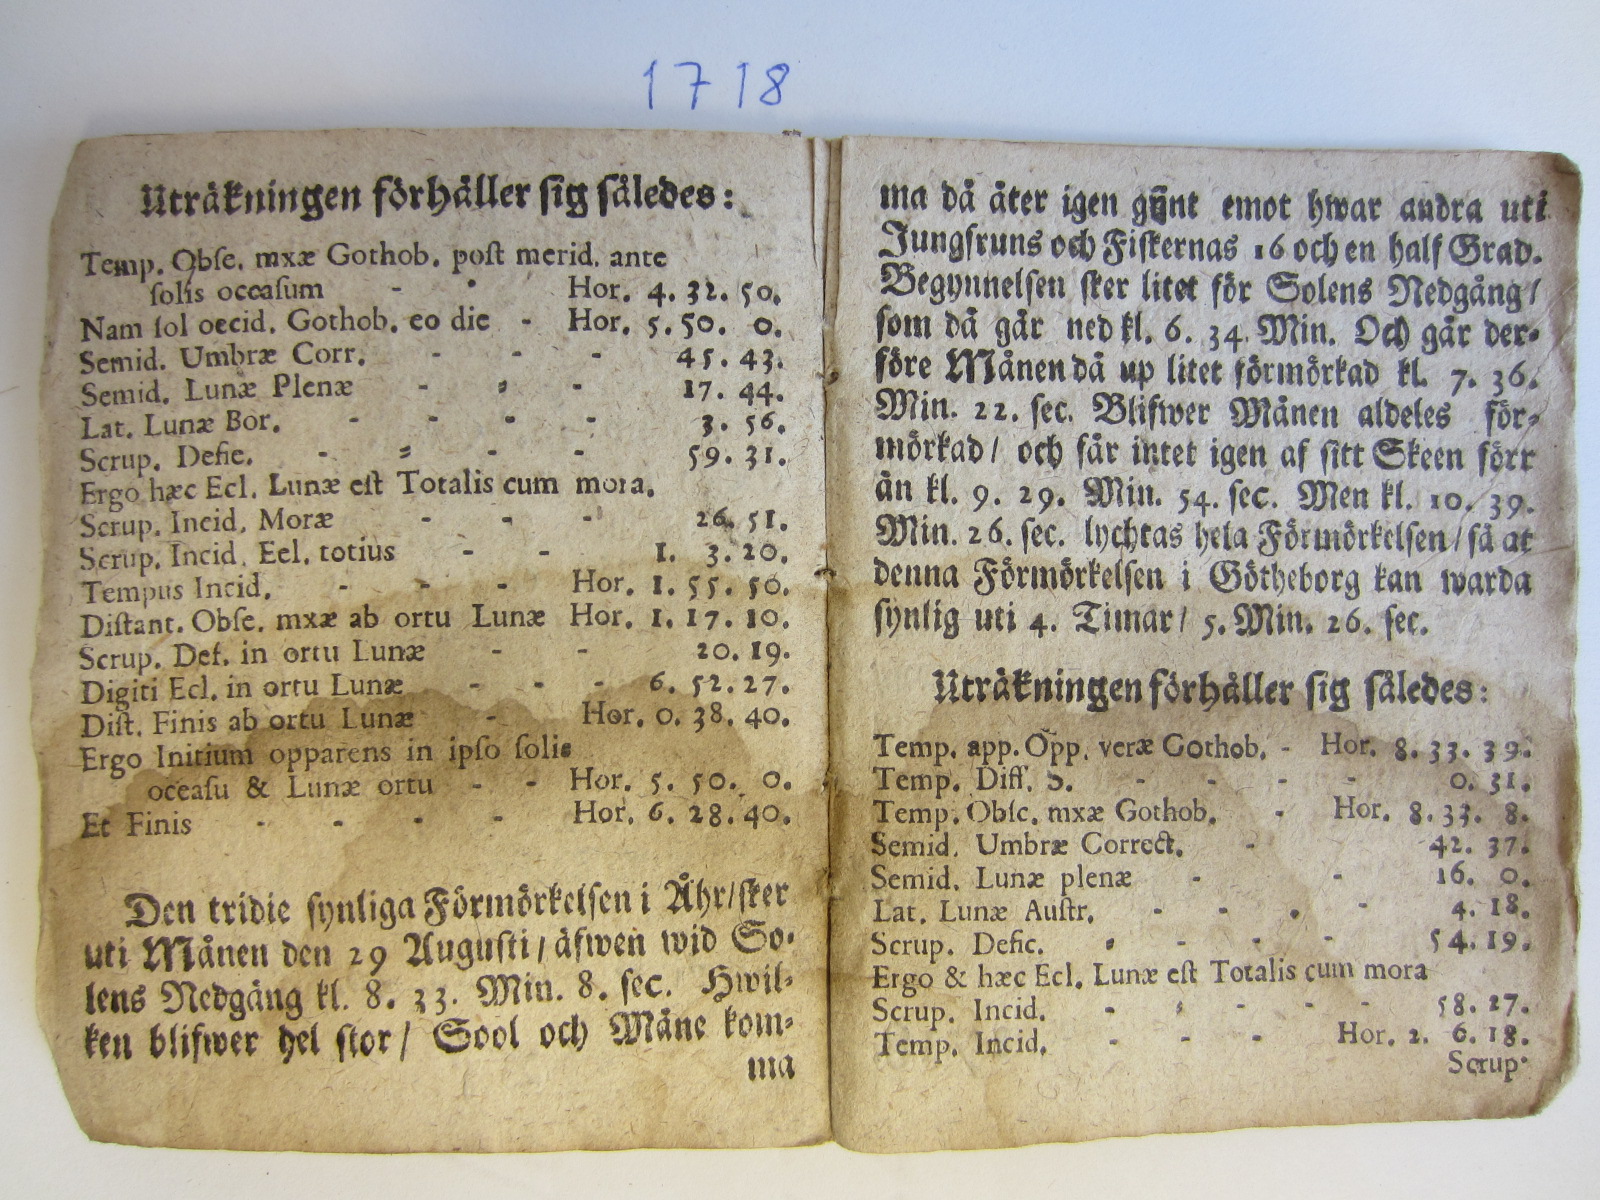 1718
Uträkningen förhåller sig således:
Temp. Obse. mxæ Gothob. post merid. ante
solis occasum - - Hor. 4. 32. 50.
Nam sol occid. Gothob. eo die - Hor. 5. 50. 0.
Semid. Umbræ Corr. - - - 45. 43.
Semid. Lunæ Plenæ - - - 17. 44.
Lat. Lunæ Bor. - - - - 3. 56.
Scrup. Defic. - - - - 59. 31.
Ergo hæc Ecl. Lunæ est Totalis cum mora.
Scrup. Incid. Moræ - - - 26. 51.
Scrup. Incid. Ecl. totius - - 1. 3. 20.
Tempus Incid. - - - Hor. 1. 55. 50.
Distant. Obse. mxæ ab ortu Lunæ Hor. 1. 17. 10.
Scrup. Def. in ortu Lunæ - - 20. 19.
Digiti Ecl. in ortu Lunæ - - - 6. 52. 27.
Dist. Finis ab ortu Lunæ - Hor. 0. 38. 40.
Ergo Initium opparens in ipso solis
occasu & Lunæ ortu - - Hor. 5. 50. 0.
Et Finis - - - - Hor. 6. 28. 40.
Den tridie synliga Förmörkelsen i Åhr/sker
uti Månen den 29 Augusti/äfwen wid So-
lens Nedgång kl. 8. 33. Min. 8. sec. Hwil-
ken blifwer hel stor/ Sool och Måne kom-
ma
ma då åter igen gynt emot hwar andra uti
Jungfruns och Fiskernas 16 och en half Grad.
Begynnelsen sker litet för Solens Nedgång/
som då går ned kl. 6. 34. Min. Och går der-
före Månen då up litet förmörkad kl. 7. 36.
Min. 22. sec. Blifwer Månen aldeles för-
mörkad/ och får intet igen af sitt Skeen förr
än kl. 9. 29. Min. 54. sec. Men kl. 10. 39.
Min. 26. sec. lychtas hela Förmörkelsen/så at
denna Förmörkelsen i Götheborg kan warda
synlig uti 4. Timar/ 5. Min. 26. sec.
Uträkningen förhåller sig således:
Temp. app. Opp. veræ Gothob. - Hor. 8. 33. 39.
Temp. Diff. S. - - - - 0. 31.
Temp. Obsc. mxæ Gothob. - Hor. 8. 33. 8.
Semid. Umbræ Correct. - 42. 37.
Semid. Lunæ plenæ - - 16. 0.
Lat. Lunæ Austr. - - - - 4. 18.
Scrup. Defic. - - - - 54. 19.
Ergo & hæc Ecl. Lunæ est Totalis cum mora
Scrup. Incid. - - - - - 58. 27.
Temp. Incid. - - - Hor. 2. 6. 18.
Scrup.